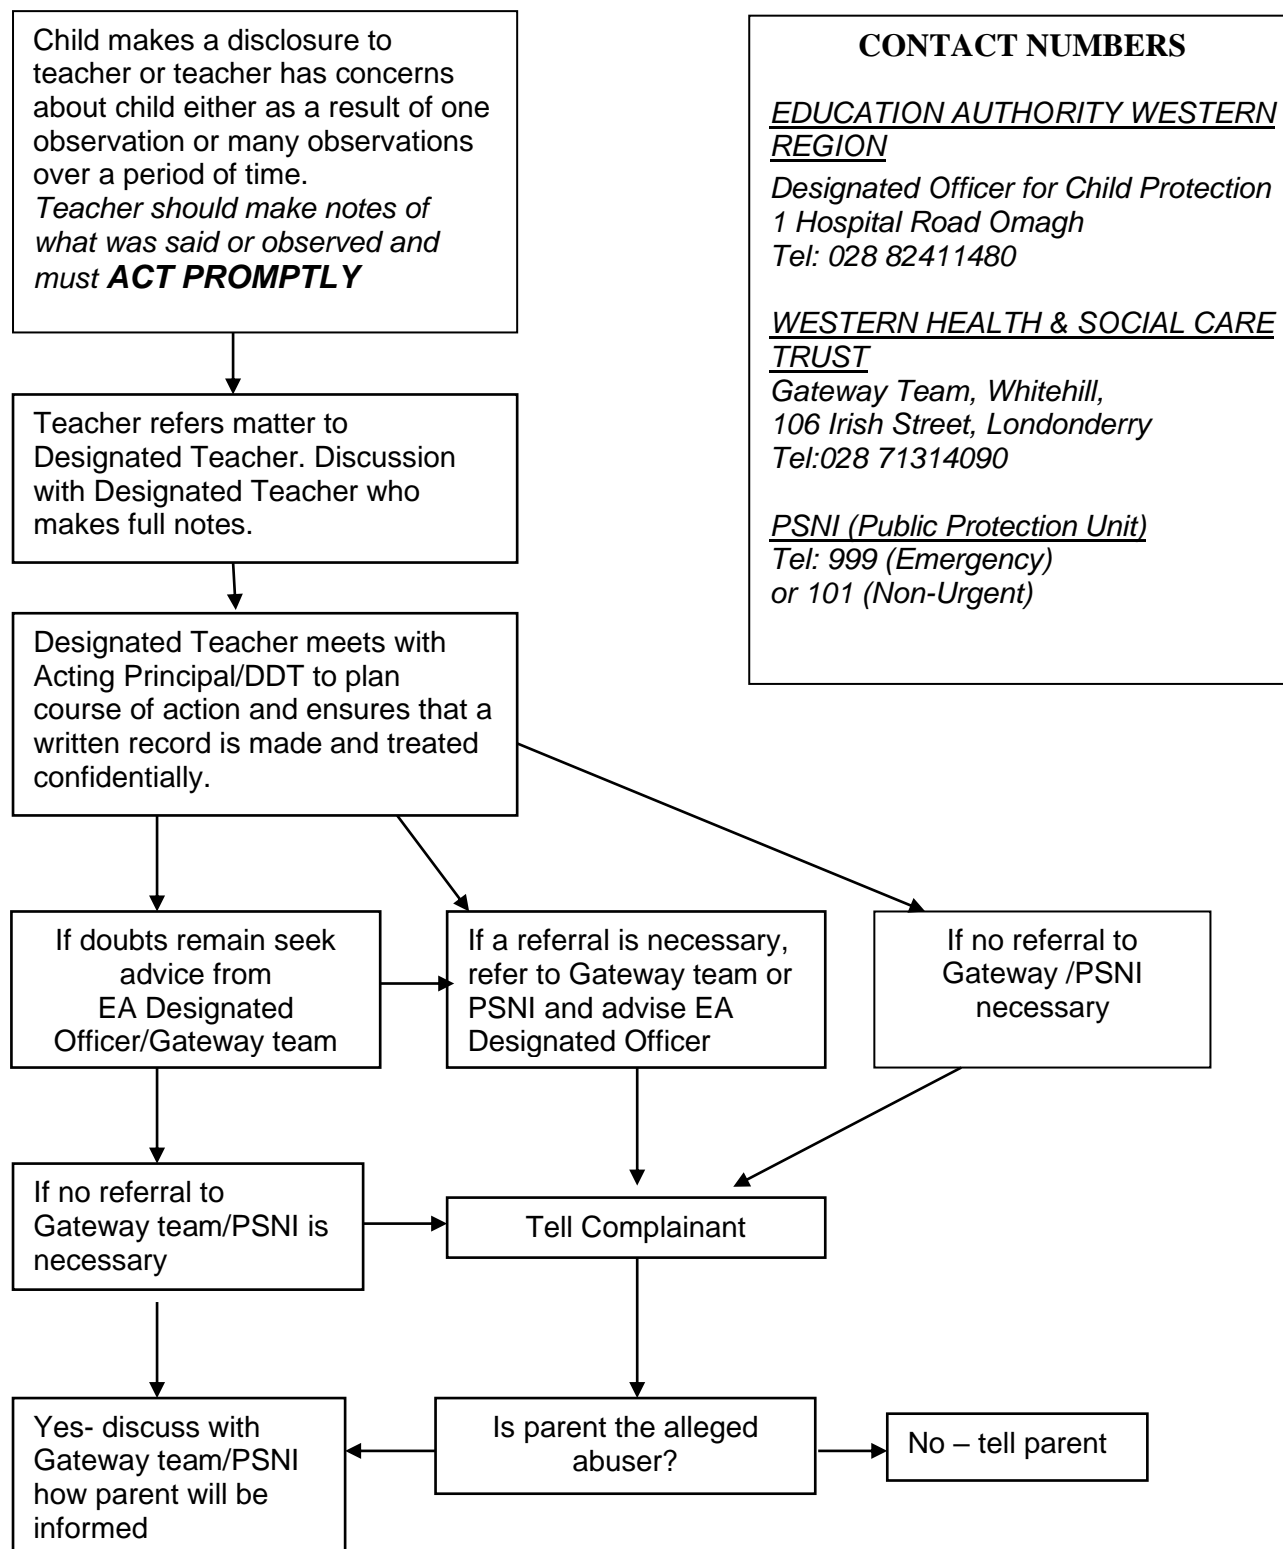 Child makes a disclosure to
teacher or teacher has concerns
about child either as a result of one
observation or many observations
over a period of time.
Teacher should make notes of
what was said or observed and
must ACT PROMPTLY
CONTACT NUMBERS
EDUCATION AUTHORITY WESTERN
REGION
Designated Officer for Child Protection
1 Hospital Road Omagh
Tel: 028 82411480
WESTERN HEALTH & SOCIAL CARE
TRUST
Gateway Team, Whitehill,
106 Irish Street, Londonderry
Tel:028 71314090
PSNI (Public Protection Unit)
Tel: 999 (Emergency)
or 101 (Non-Urgent)
Teacher refers matter to
Designated Teacher. Discussion
with Designated Teacher who
makes full notes.
Designated Teacher meets with
Acting Principal/DDT to plan
course of action and ensures that a
written record is made and treated
confidentially.
If doubts remain seek
advice from
EA Designated
Officer/Gateway team
If a referral is necessary,
refer to Gateway team or
PSNI and advise EA
Designated Officer
If no referral to
Gateway /PSNI
necessary
If no referral to
Gateway team/PSNI is
necessary
Tell Complainant
Yes- discuss with
Gateway team/PSNI
how parent will be
informed
Is parent the alleged
abuser?
No – tell parent